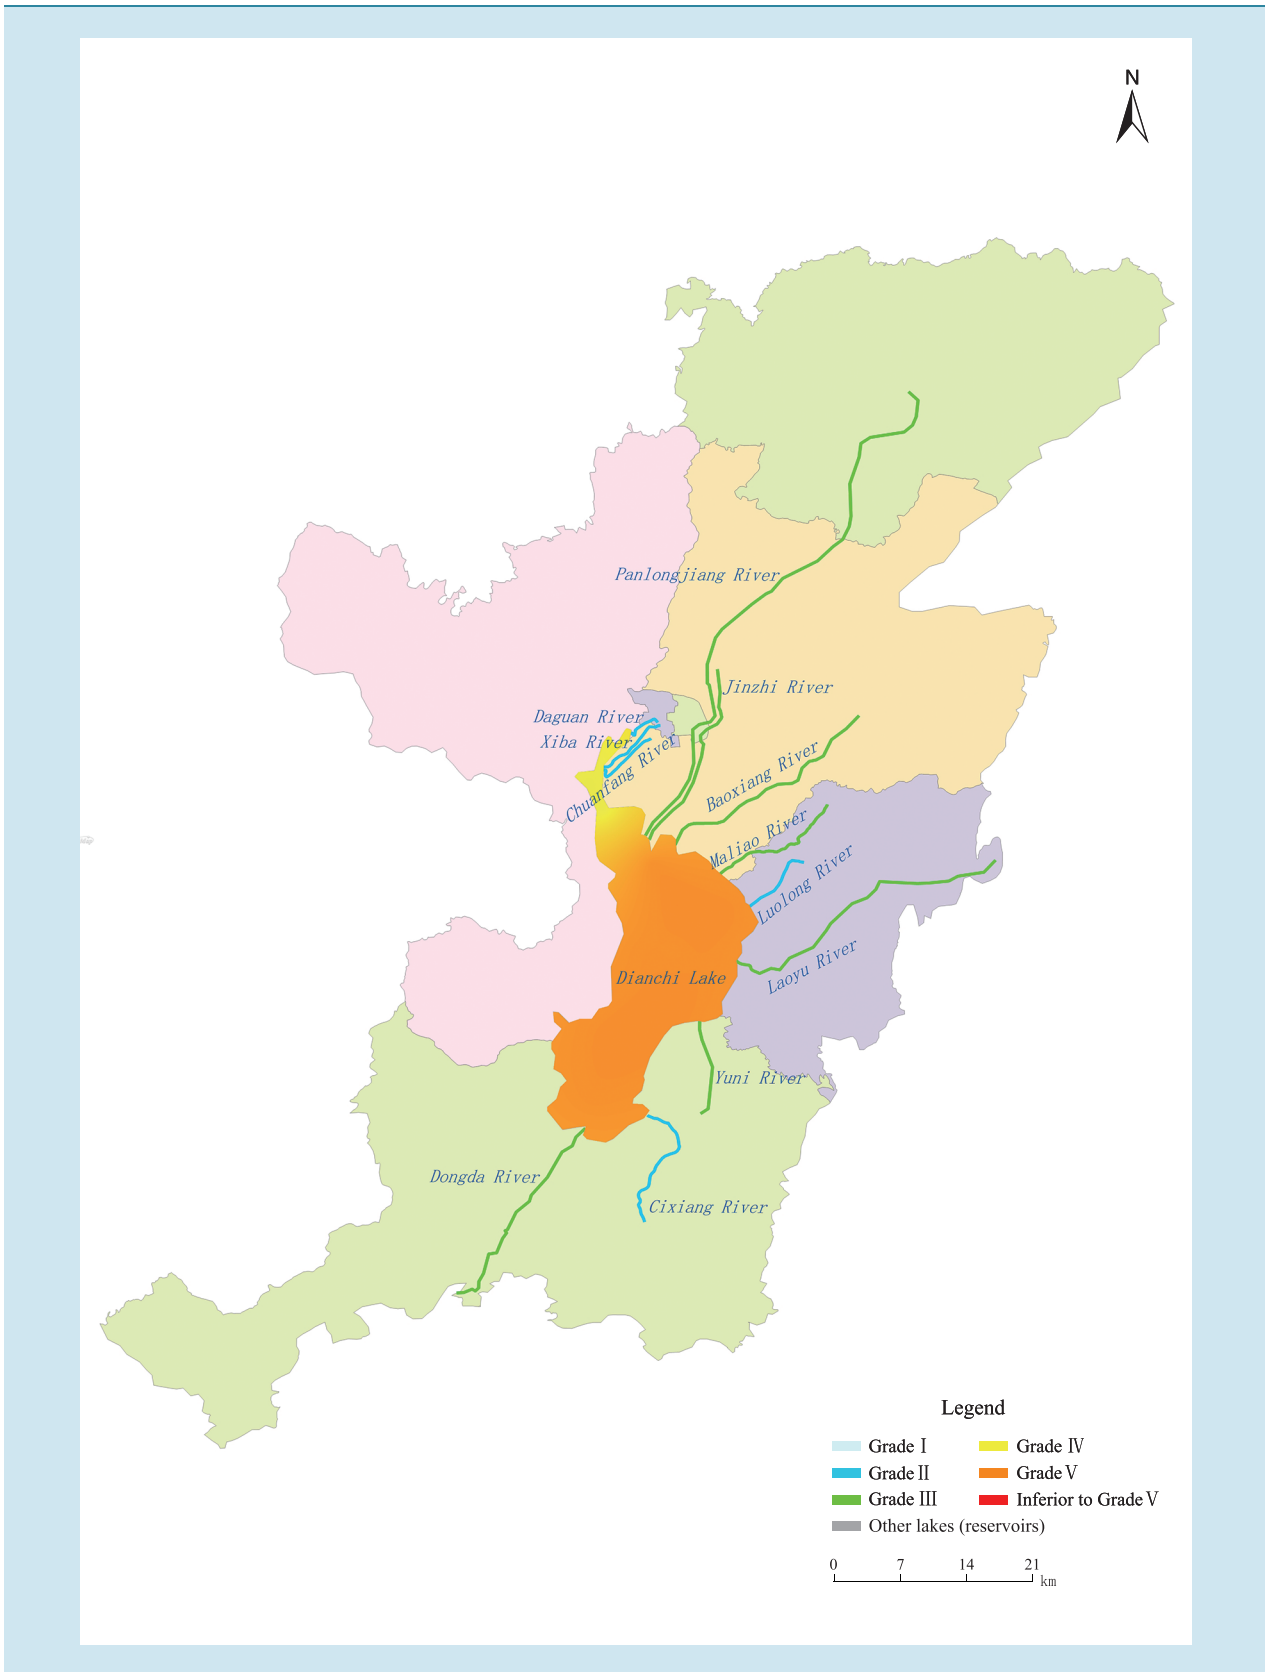 N
Panlongjiang River
Jinzhi River
Daguan River
Xiba River
Chuanfang River
Baoxiang River
Maliao River
Luolong River
Laoyu River
Dianchi Lake
Yuni River
Dongda River
Cixiang River
Legend
Grade Ⅰ
Grade Ⅳ
Grade Ⅱ
Grade Ⅴ
Grade Ⅲ
Inferior to Grade Ⅴ
Other lakes (reservoirs)
0 7 14 21
km